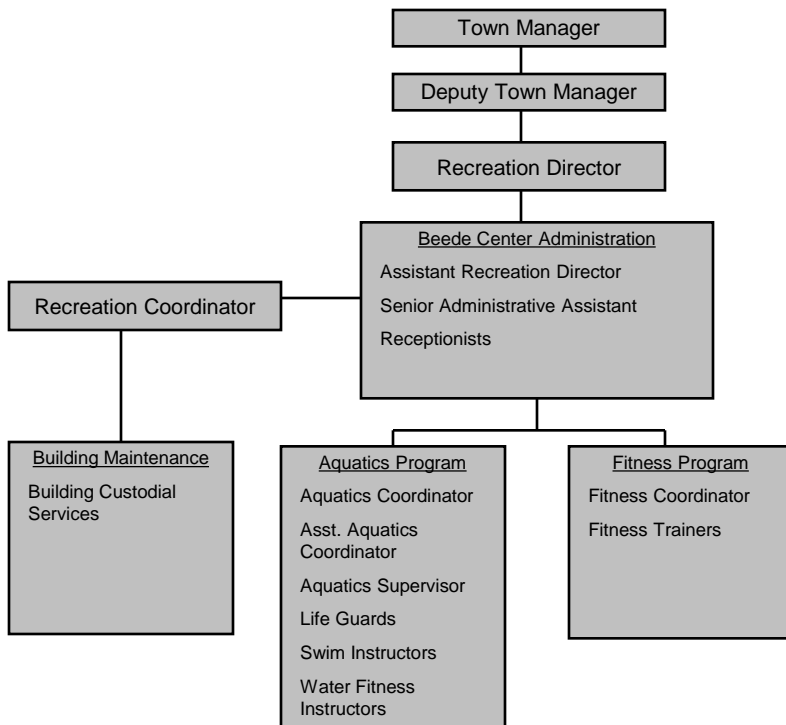 Town Manager
Deputy Town Manager
Recreation Director
Beede Center Administration
Assistant Recreation Director
Senior Administrative Assistant
Receptionists
Recreation Coordinator
Building Maintenance
Building Custodial
Services
Aquatics Program
Aquatics Coordinator
Asst. Aquatics
Coordinator
Aquatics Supervisor
Life Guards
Swim Instructors
Water Fitness
Instructors
Fitness Program
Fitness Coordinator
Fitness Trainers